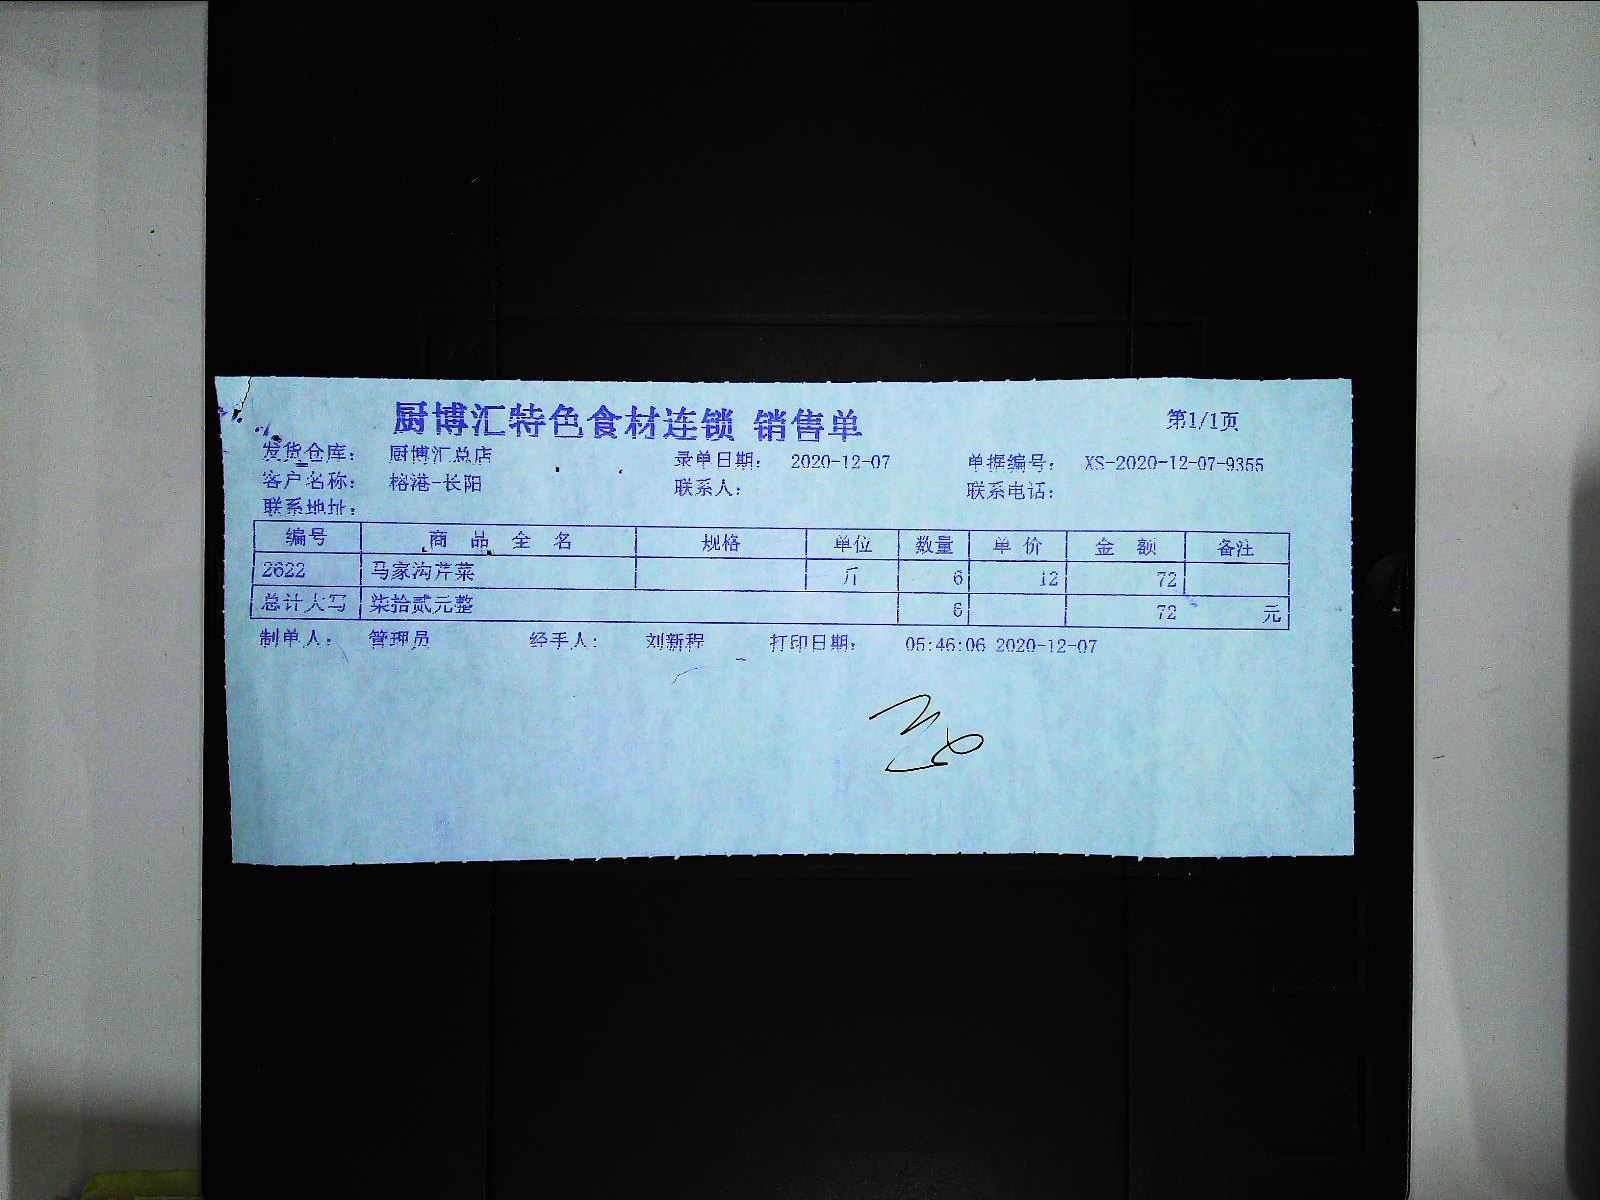 厨博汇特色食材连锁 销售单 第1/1页
发货仓库： 厨博汇总店 录单日期： 2020-12-07 单据编号： XS-2020-12-07-9355
客户名称： 榕港-长阳 联系人： 联系电话：
联系地址：
编号 商品全名 规格 单位 数量 单价 金额 备注
2622 马家沟芹菜 斤 6 12 72
总计大写 柒拾贰元整 6 72 元
制单人： 管理员 经手人： 刘新程 打印日期： 05:46:06 2020-12-07